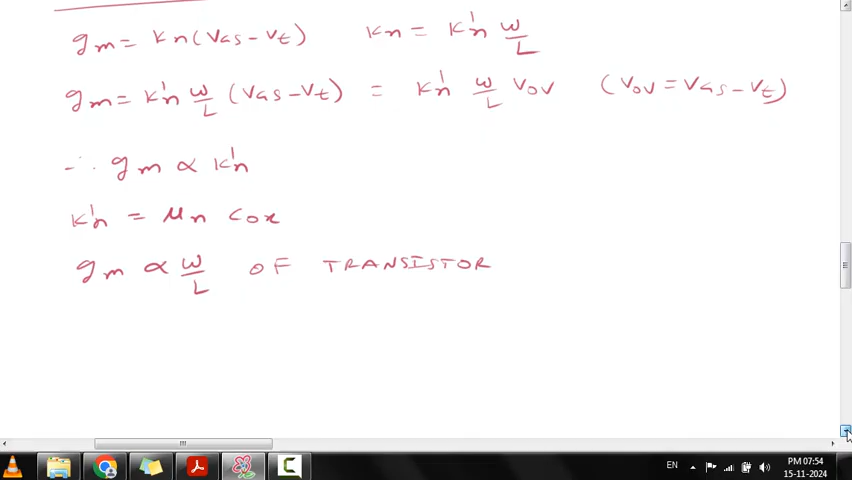 gm = kn(VGS-Vt)   kn = k'n W/L
gm = k'n W/L (VGS-Vt) = k'n W/L VOV   (VOV = VGS-Vt)
∴ gm ∝ k'n
k'n = μn Cox
gm ∝ W/L OF TRANSISTOR
EN PM 07:54
15-11-2024